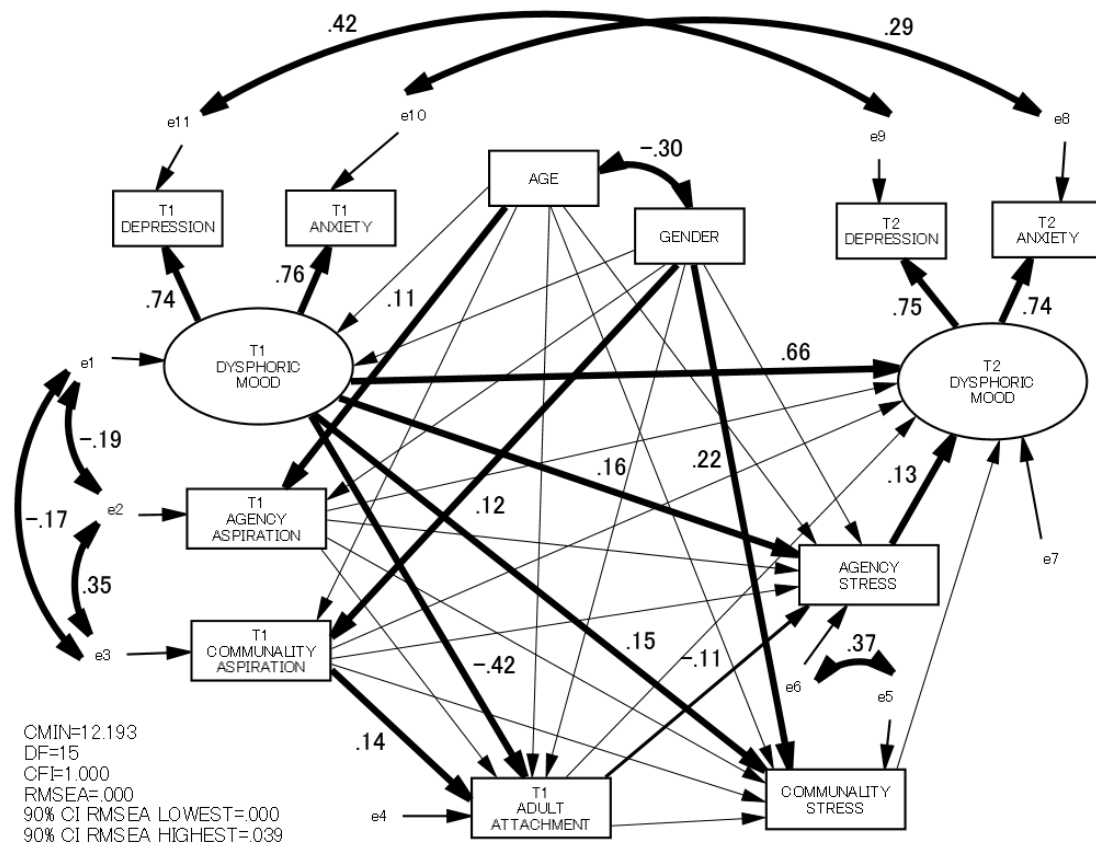 .42
.29
e11
e10
e9
e8
-.30
AGE
T1
DEPRESSION
T1
ANXIETY
GENDER
T2
DEPRESSION
T2
ANXIETY
.74
.76
.11
.75
.74
T1
DYSPHORIC
MOOD
.66
T2
DYSPHORIC
MOOD
e1
-.19
.16
.22
.13
e2
T1
AGENCY
ASPIRATION
.12
-.17
e7
.35
AGENCY
STRESS
e3
T1
COMMUNALITY
ASPIRATION
-.42
.15
-.11
.37
e6
e5
.14
CMIN=12.193
DF=15
CFI=1.000
RMSEA=.000
90% CI RMSEA LOWEST=.000
90% CI RMSEA HIGHEST=.039
e4
T1
ADULT
ATTACHMENT
COMMUNALITY
STRESS